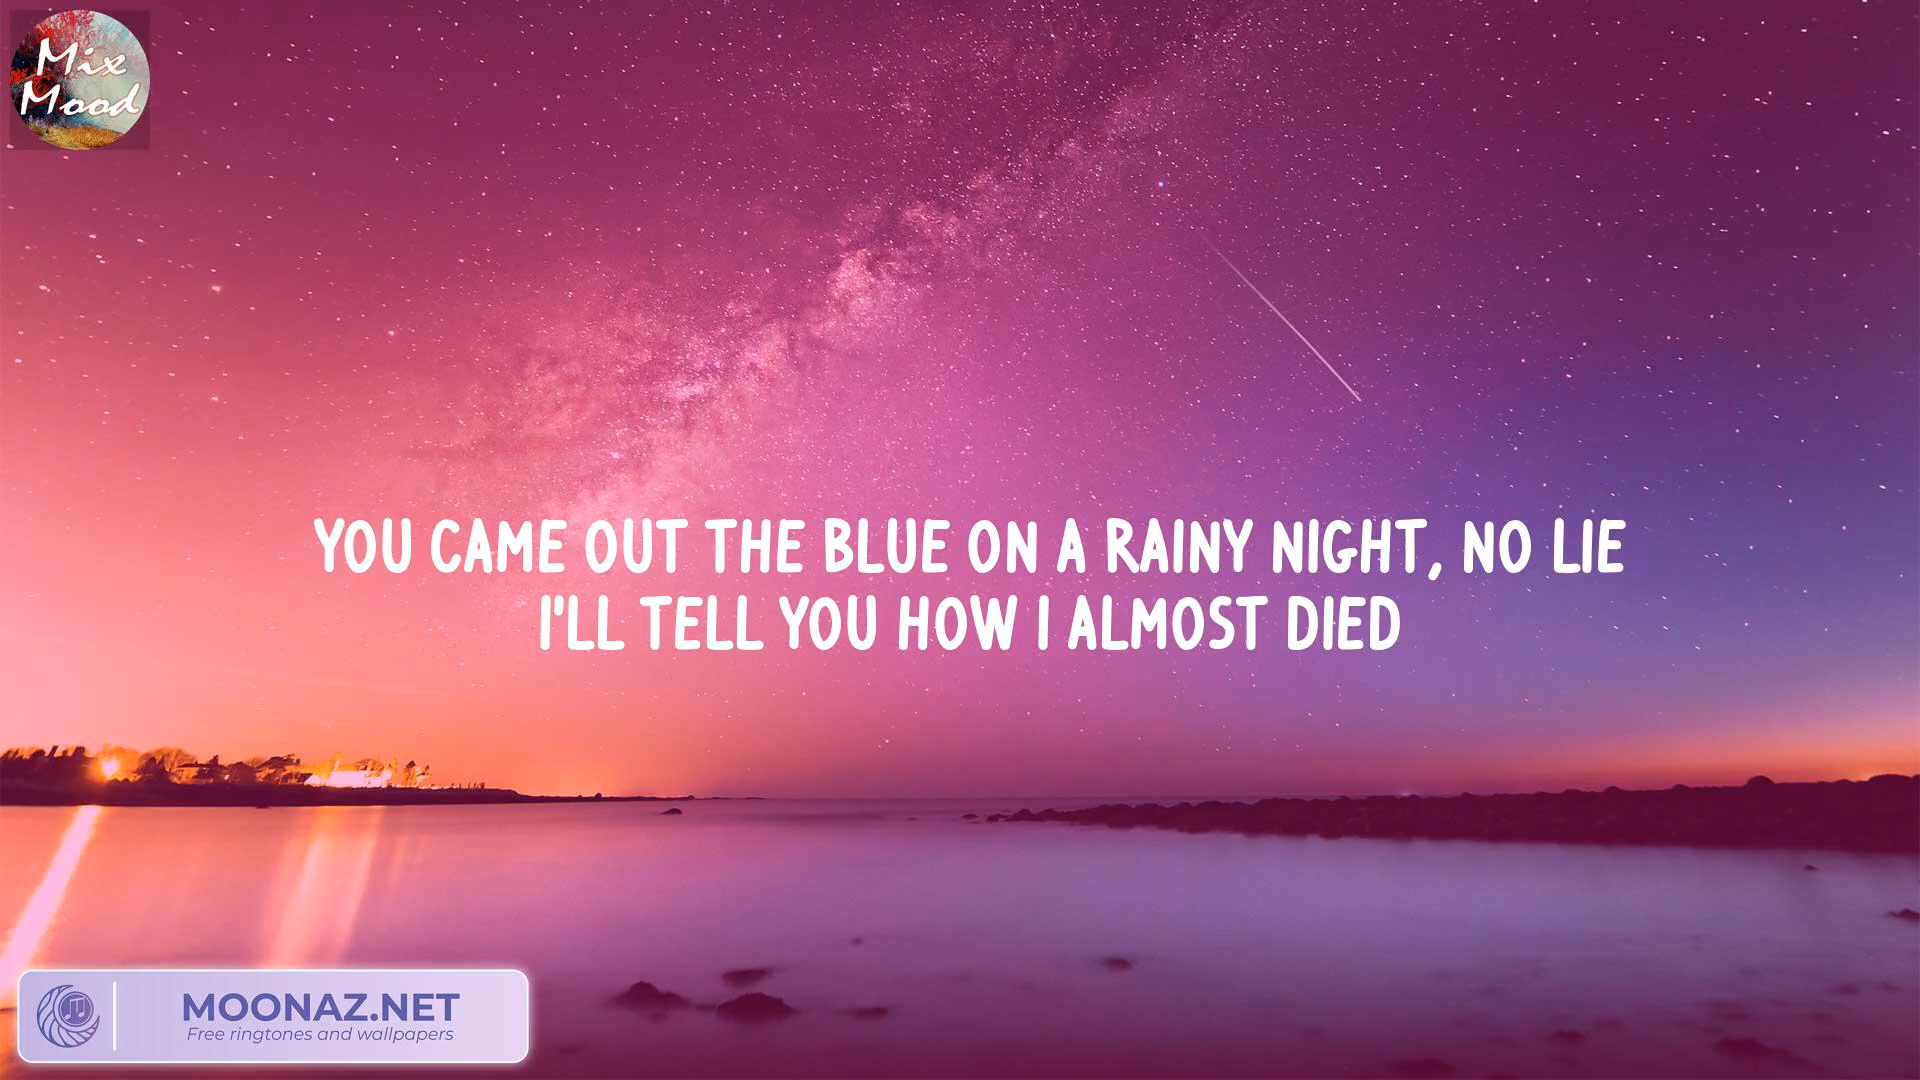 Mix
Mood
YOU CAME OUT THE BLUE ON A RAINY NIGHT, NO LIE
I'LL TELL YOU HOW I ALMOST DIED
MOONAZ.NET
Free ringtones and wallpapers